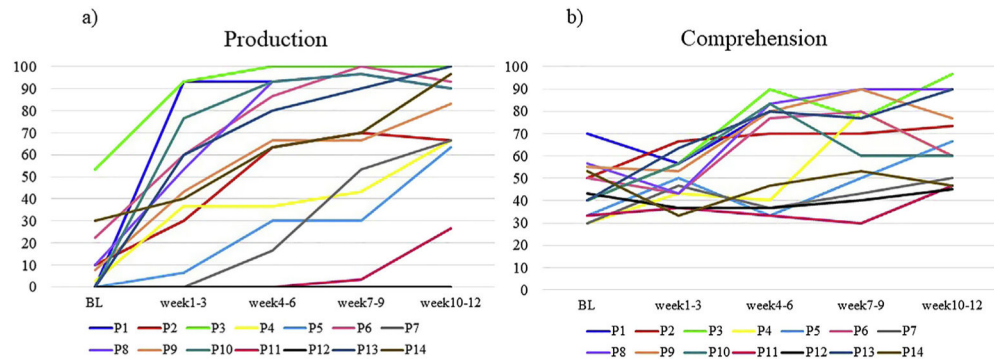 a)
Production
100
90
80
70
60
50
40
30
20
10
0
BL week1-3 week4-6 week7-9 week10-12
P1 P2 P3 P4 P5 P6 P7
P8 P9 P10 P11 P12 P13 P14
b)
Comprehension
100
90
80
70
60
50
40
30
20
10
0
BL week1-3 week4-6 week7-9 week10-12
P1 P2 P3 P4 P5 P6 P7
P8 P9 P10 P11 P12 P13 P14